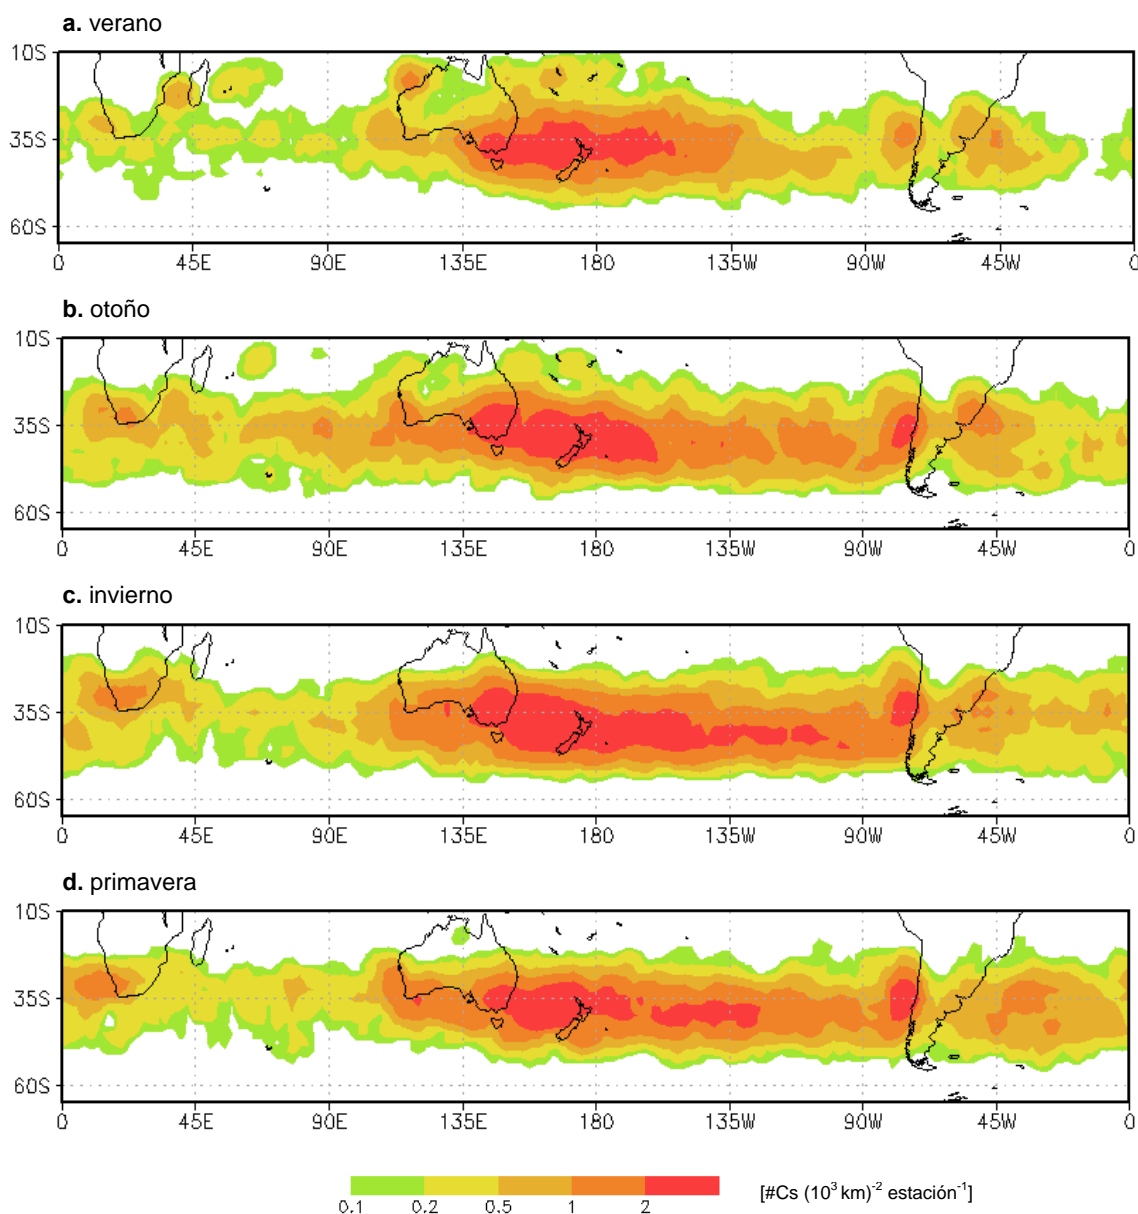 a. verano
10S
35S
60S
0 45E 90E 135E 180 135W 90W 45W 0
b. otoño
10S
35S
60S
0 45E 90E 135E 180 135W 90W 45W 0
c. invierno
10S
35S
60S
0 45E 90E 135E 180 135W 90W 45W 0
d. primavera
10S
35S
60S
0 45E 90E 135E 180 135W 90W 45W 0
0.1 0.2 0.5 1 2
[#Cs (10³ km)⁻² estación⁻¹]